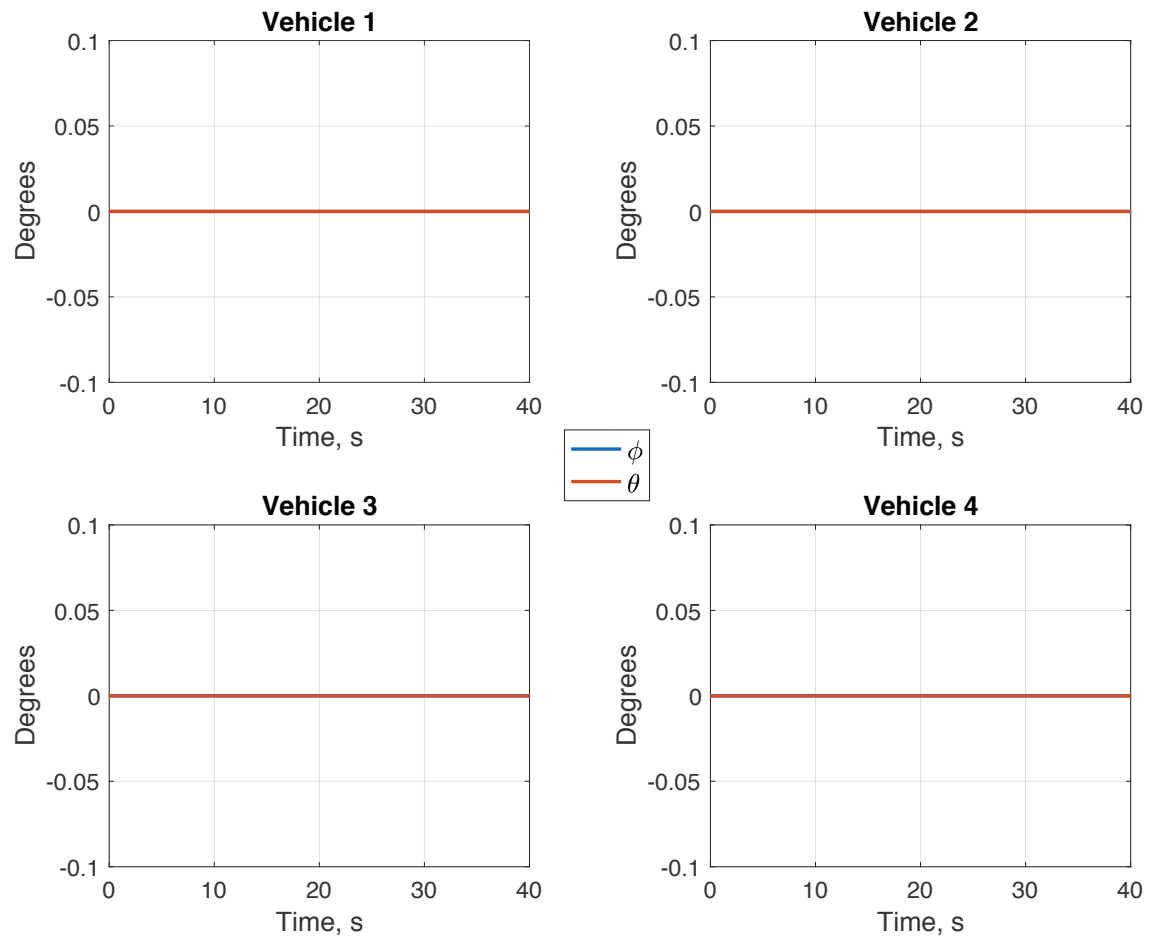 Vehicle 1
0.1
0.05
0
-0.05
-0.1
Degrees
0 10 20 30 40
Time, s
Vehicle 2
0.1
0.05
0
-0.05
-0.1
Degrees
0 10 20 30 40
Time, s
ϕ
θ
Vehicle 3
0.1
0.05
0
-0.05
-0.1
Degrees
0 10 20 30 40
Time, s
Vehicle 4
0.1
0.05
0
-0.05
-0.1
Degrees
0 10 20 30 40
Time, s